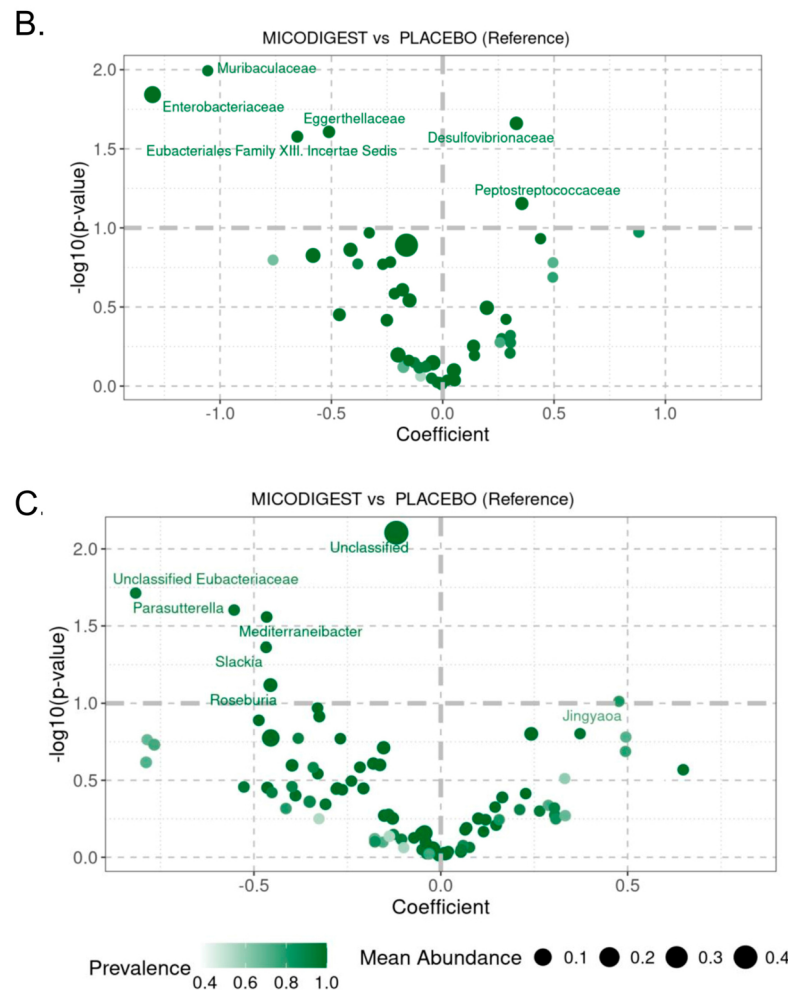 B.
MICODIGEST vs PLACEBO (Reference)
2.0
Muribaculaceae
Enterobacteriaceae
Eggerthellaceae
Desulfovibrionaceae
1.5
Eubacteriales Family XIII. Incertae Sedis
Peptostreptococcaceae
1.0
0.5
0.0
-log10(p-value)
-1.0 -0.5 0.0 0.5 1.0
Coefficient
C.
MICODIGEST vs PLACEBO (Reference)
2.0
Unclassified
Unclassified Eubacteriaceae
Parasutterella
1.5
Mediterraneibacter
Slackia
Roseburia
1.0
Jingyaoa
0.5
0.0
-log10(p-value)
-0.5 0.0 0.5
Coefficient
Prevalence
0.4 0.6 0.8 1.0
Mean Abundance 0.1 0.2 0.3 0.4